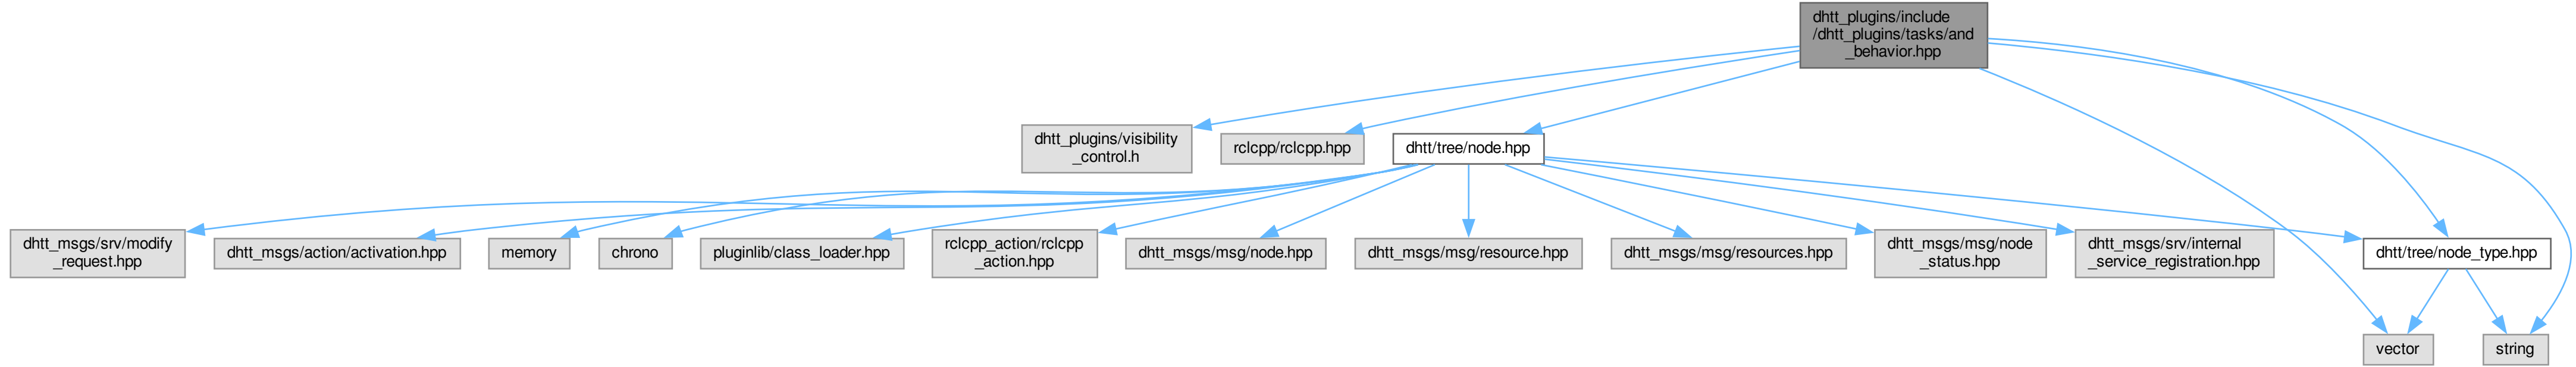 dhtt_plugins/include
/dhtt_plugins/tasks/and
_behavior.hpp
dhtt_plugins/visibility
_control.h
rclcpp/rclcpp.hpp
dhtt/tree/node.hpp
dhtt_msgs/srv/modify
_request.hpp
dhtt_msgs/action/activation.hpp
memory
chrono
pluginlib/class_loader.hpp
rclcpp_action/rclcpp
_action.hpp
dhtt_msgs/msg/node.hpp
dhtt_msgs/msg/resource.hpp
dhtt_msgs/msg/resources.hpp
dhtt_msgs/msg/node
_status.hpp
dhtt_msgs/srv/internal
_service_registration.hpp
dhtt/tree/node_type.hpp
vector
string